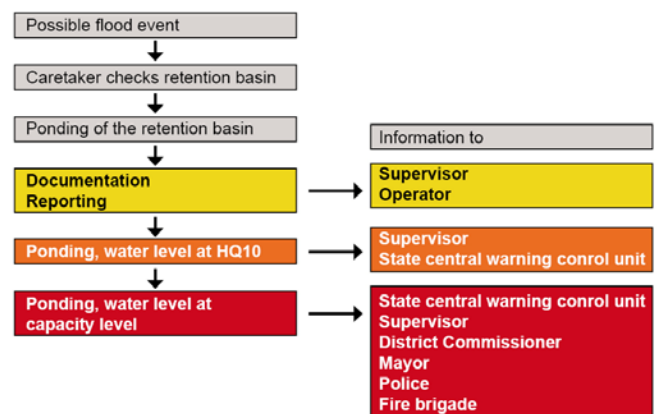 Possible flood event
Caretaker checks retention basin
Ponding of the retention basin
Information to
Documentation
Reporting
Supervisor
Operator
Ponding, water level at HQ10
Supervisor
State central warning conrol unit
Ponding, water level at
capacity level
State central warning conrol unit
Supervisor
District Commissioner
Mayor
Police
Fire brigade